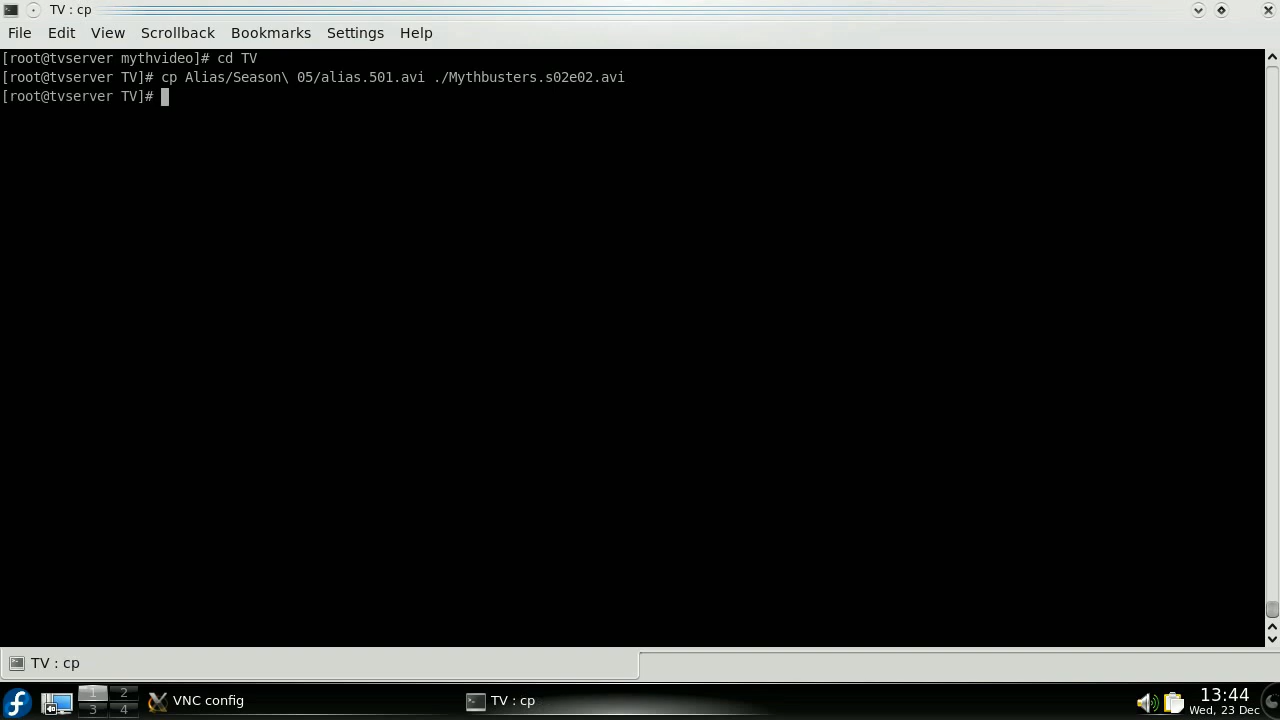 TV : cp
File Edit View Scrollback Bookmarks Settings Help
[root@tvserver mythvideo]# cd TV
[root@tvserver TV]# cp Alias/Season\ 05/alias.501.avi ./Mythbusters.s02e02.avi
[root@tvserver TV]#
TV : cp
1 2
3 4
VNC config
TV : cp
13:44
Wed, 23 Dec